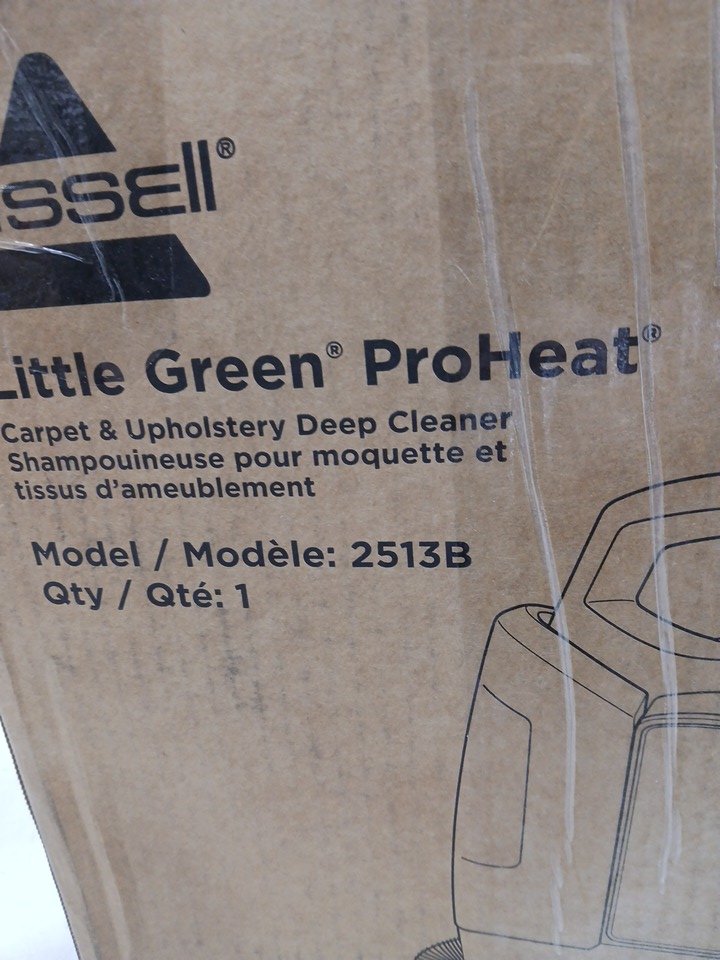 ISSELL®
Little Green® ProHeat®
Carpet & Upholstery Deep Cleaner
Shampouineuse pour moquette et
tissus d'ameublement
Model / Modèle: 2513B
Qty / Qté: 1